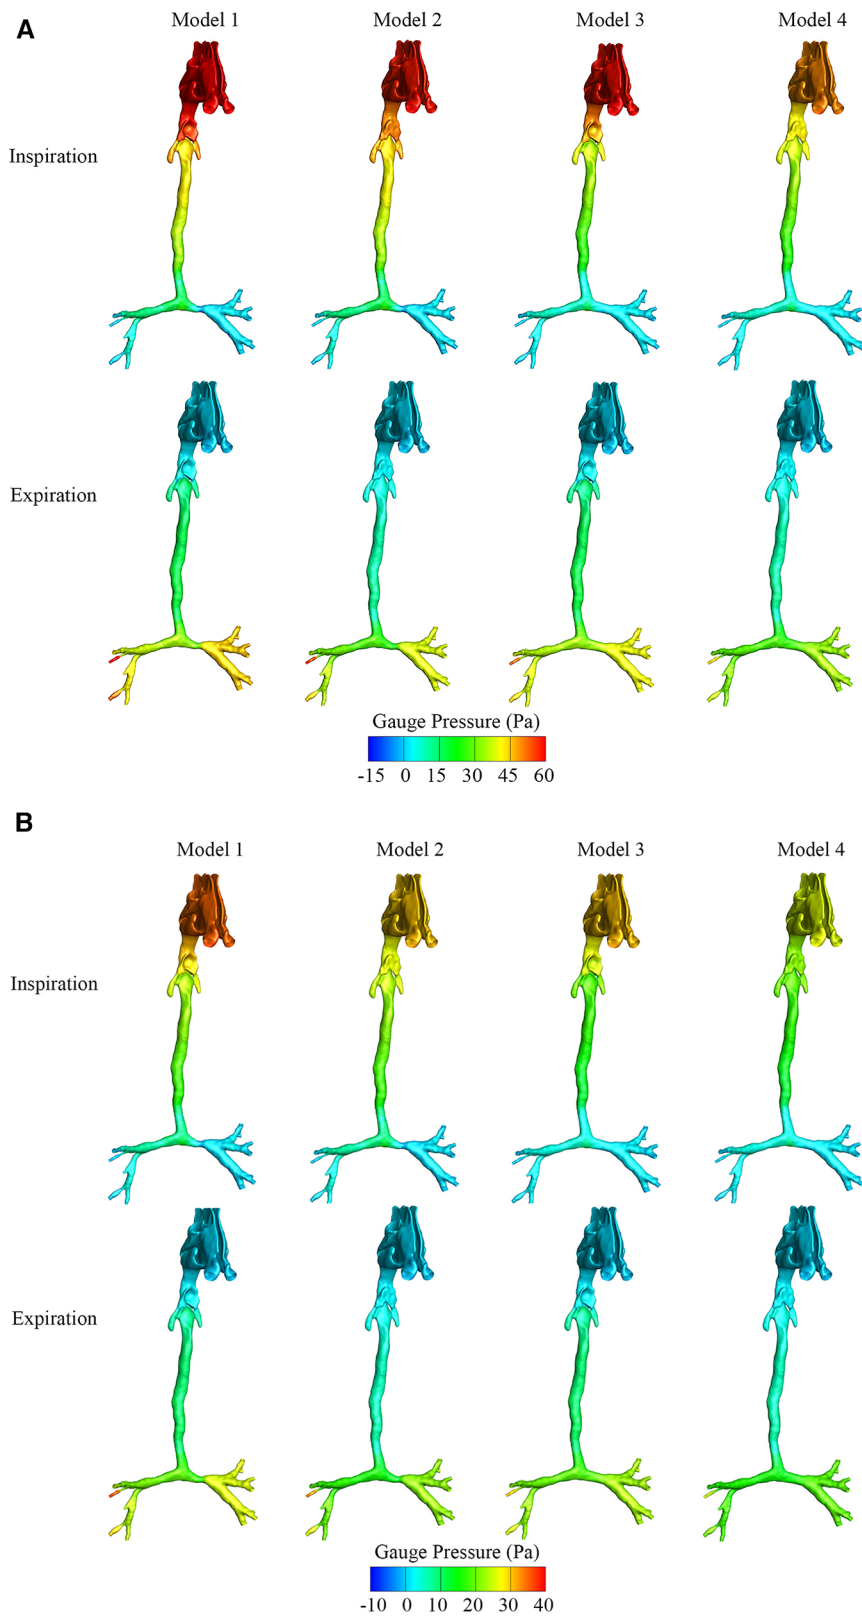 A
Model 1 Model 2 Model 3 Model 4
Inspiration
Expiration
Gauge Pressure (Pa)
-15 0 15 30 45 60
B
Model 1 Model 2 Model 3 Model 4
Inspiration
Expiration
Gauge Pressure (Pa)
-10 0 10 20 30 40